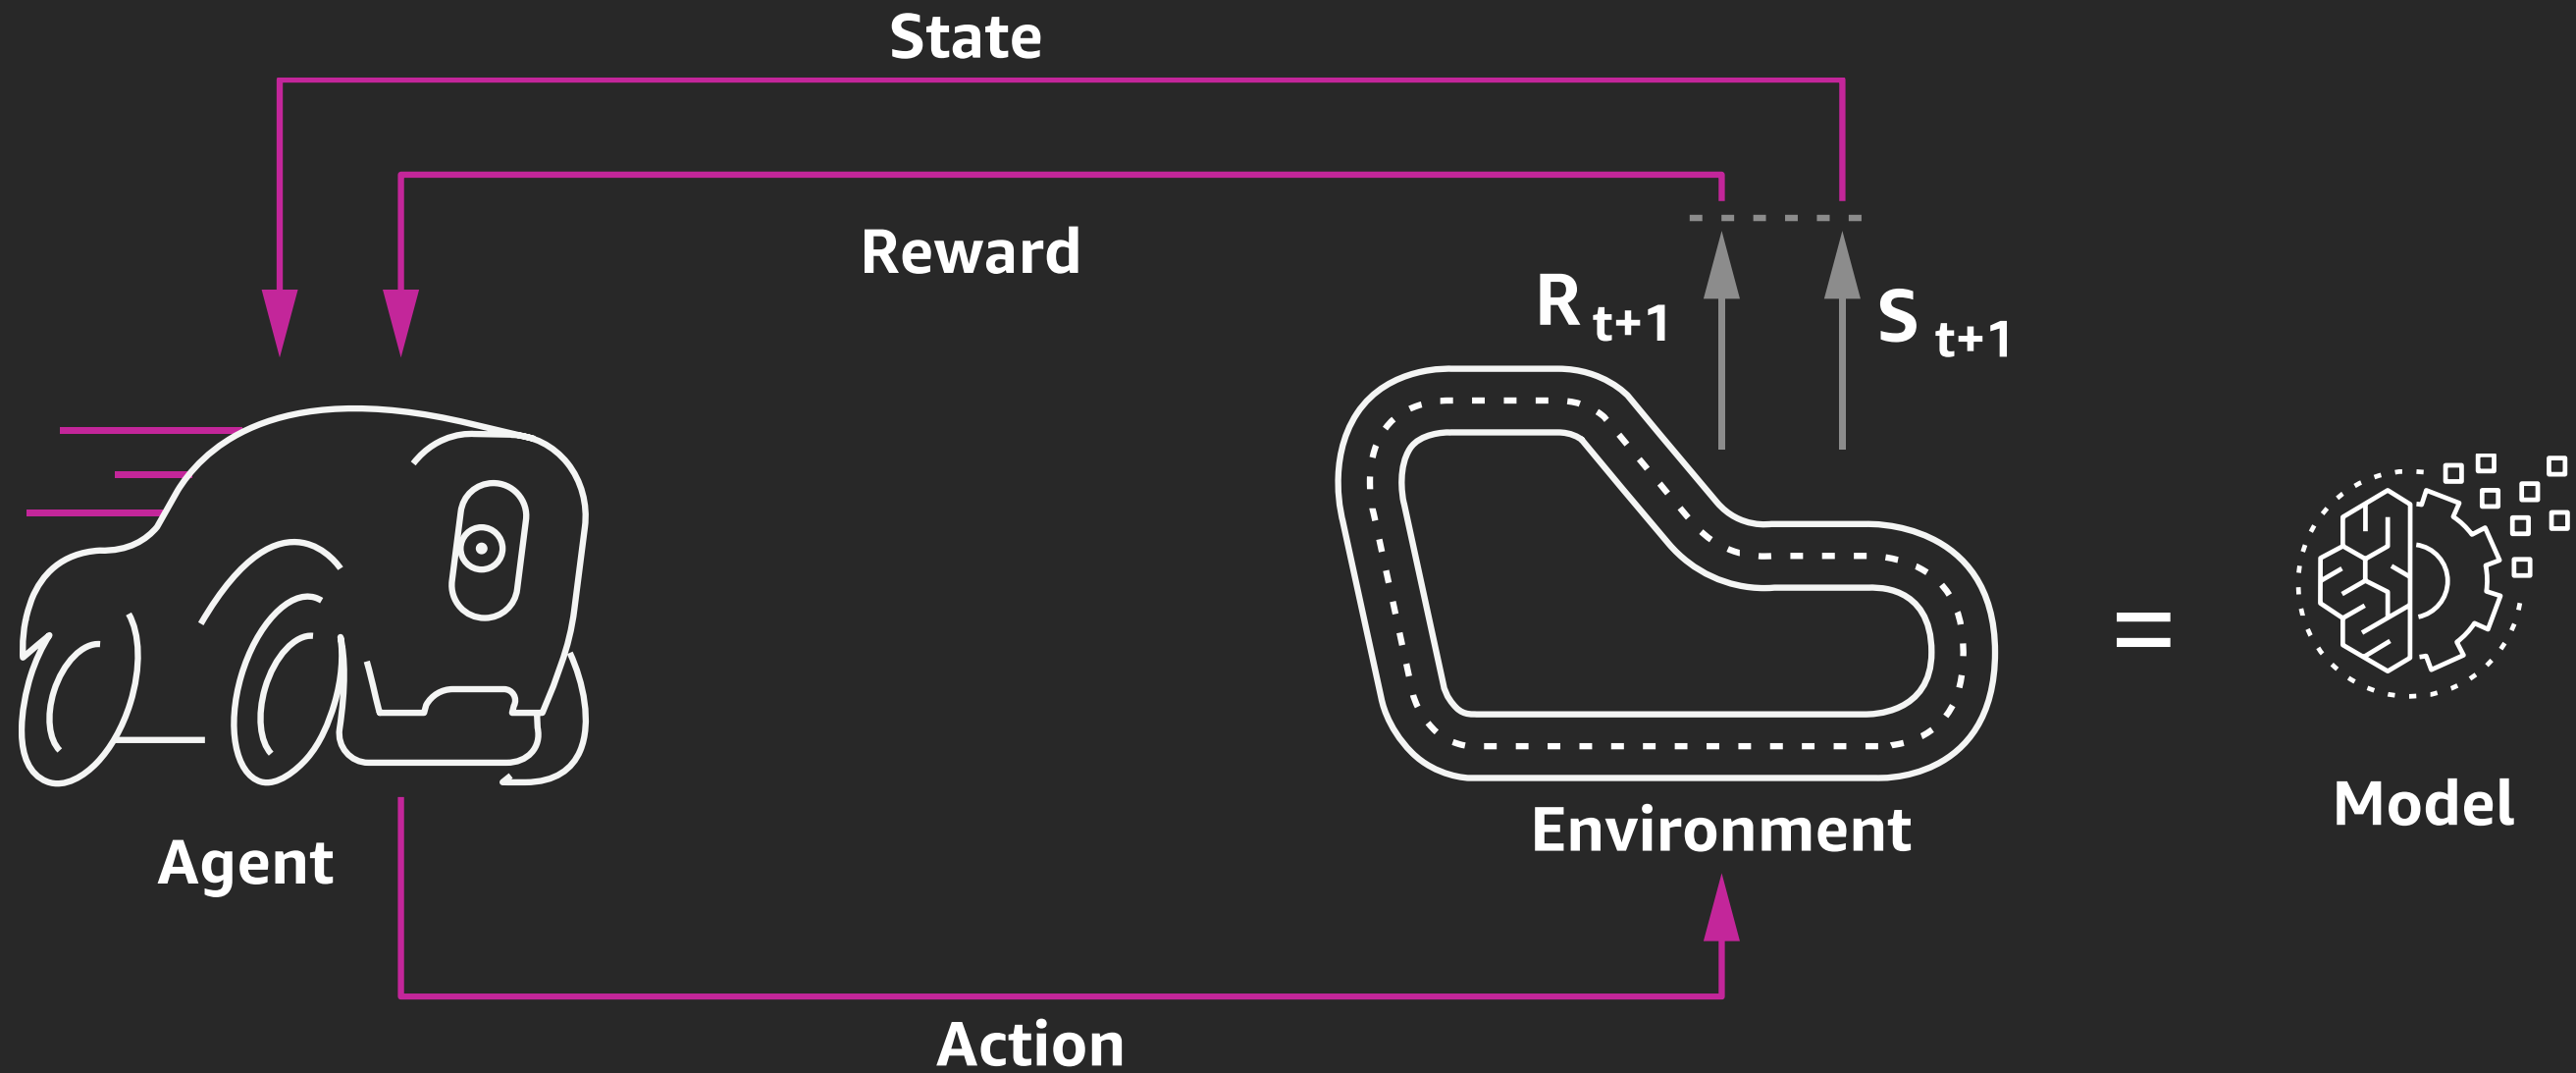 State
Reward
R t+1
S t+1
=
Model
Environment
Agent
Action